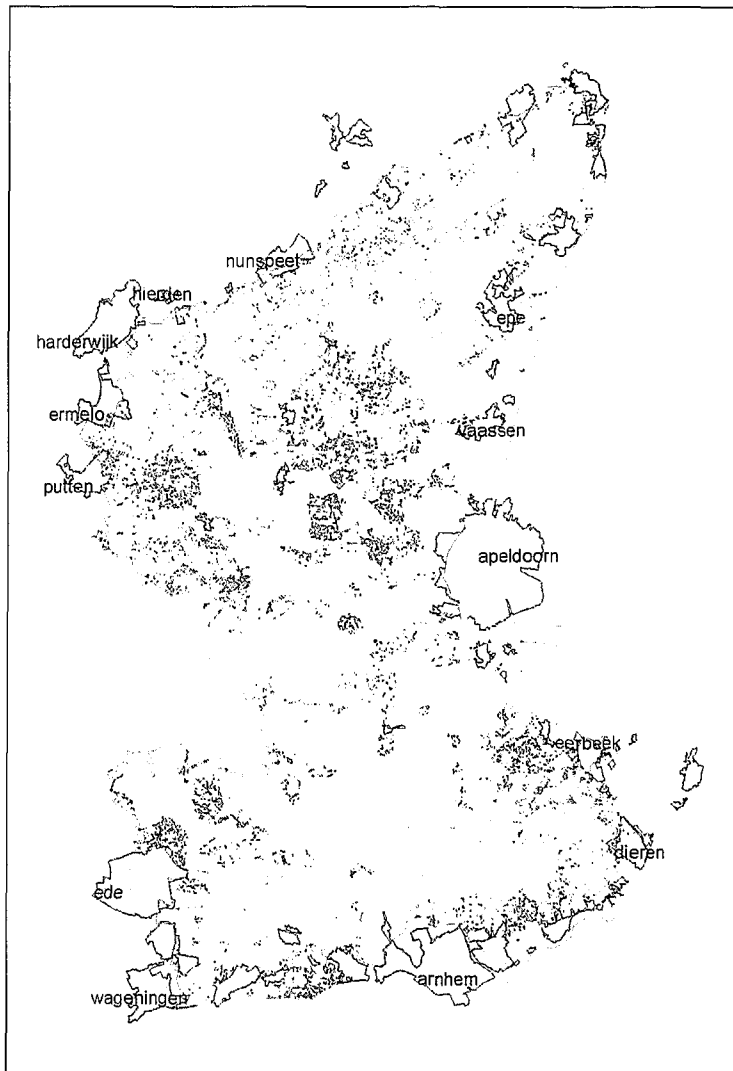 nunspeet
hierden
harderwijk
epe
ermelo
vaassen
putten
apeldoorn
eerbeek
dieren
ede
arnhem
wageningen